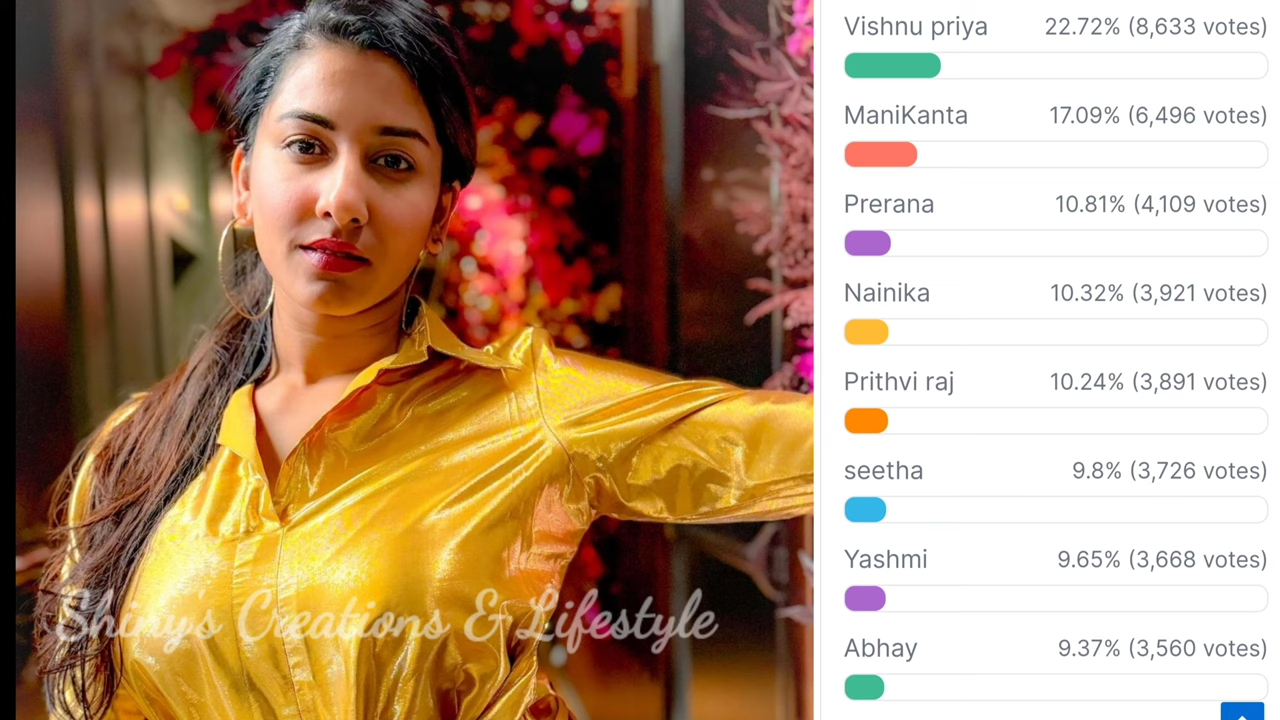 Vishnu priya 22.72% (8,633 votes)
ManiKanta 17.09% (6,496 votes)
Prerana 10.81% (4,109 votes)
Nainika 10.32% (3,921 votes)
Prithvi raj 10.24% (3,891 votes)
seetha 9.8% (3,726 votes)
Yashmi 9.65% (3,668 votes)
Abhay 9.37% (3,560 votes)
Shiny's Creations & Lifestyle